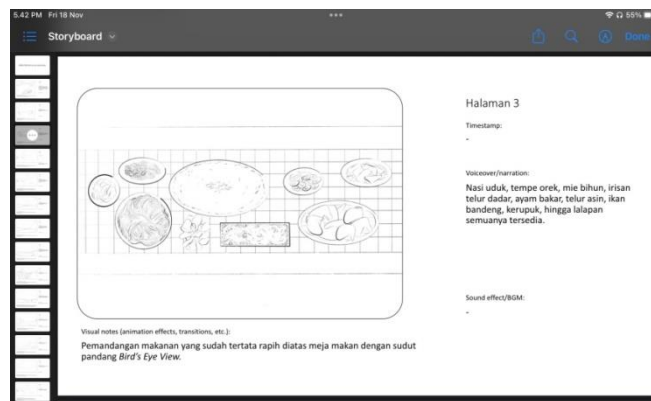 5.42 PM Fri 18 Nov
55%
Storyboard
Done
Halaman 3
Timestamp:
-
Voiceover/narration:
Nasi uduk, tempe orek, mie bihun, irisan
telur dadar, ayam bakar, telur asin, ikan
bandeng, kerupuk, hingga lalapan
semuanya tersedia.
Sound effect/BGM:
-
Visual notes (animation effects, transitions, etc.):
Pemandangan makanan yang sudah tertata rapih diatas meja makan dengan sudut
pandang Bird's Eye View.